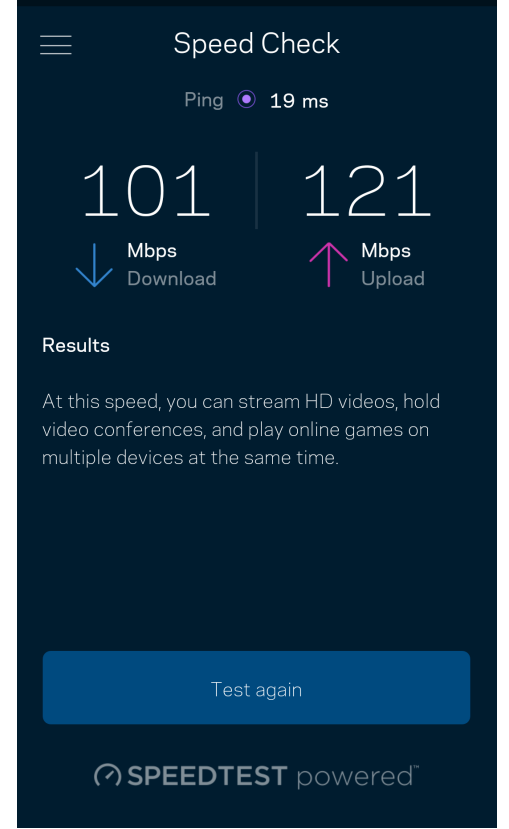 Speed Check
Ping 19 ms
101 121
Mbps Mbps
Download Upload
Results
At this speed, you can stream HD videos, hold
video conferences, and play online games on
multiple devices at the same time.
Test again
SPEEDTEST powered™